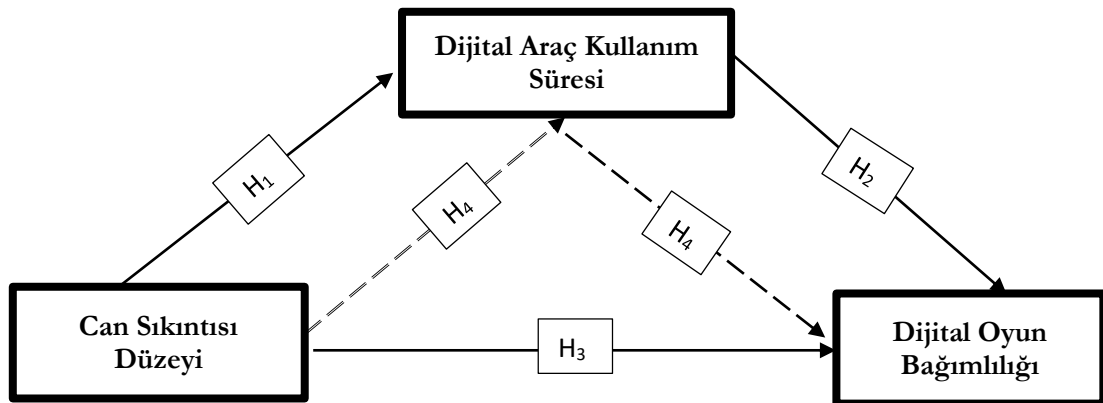 Dijital Araç Kullanım
Süresi
H₁
H₂
H₄
H₄
Can Sıkıntısı
Düzeyi
H₃
Dijital Oyun
Bağımlılığı